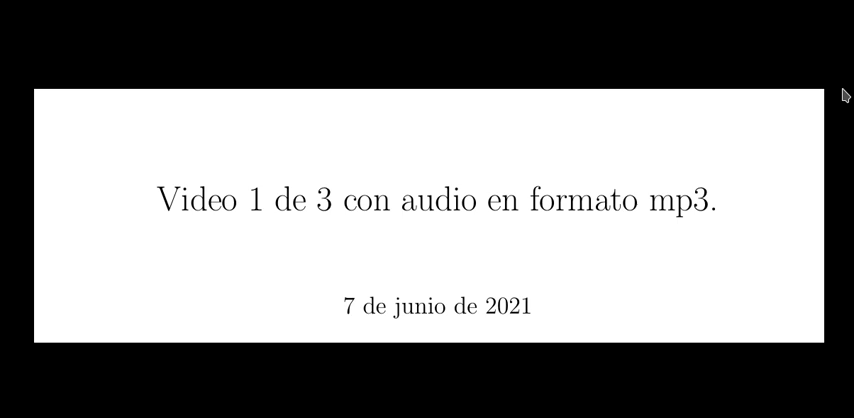 Video 1 de 3 con audio en formato mp3.
7 de junio de 2021